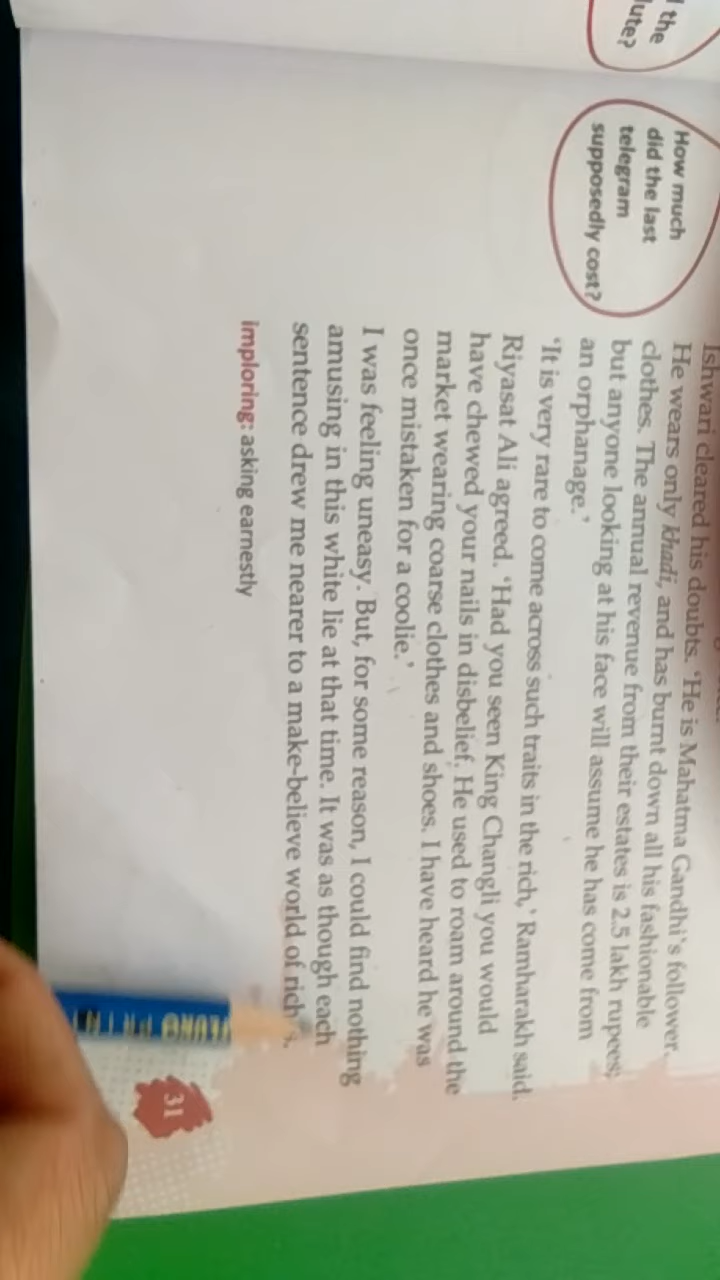 the
lute?
How much
did the last
telegram
supposedly cost?
Ishwari cleared his doubts. 'He is Mahatma Gandhi's follower.
He wears only khadi, and has burnt down all his fashionable
clothes. The annual revenue from their estates is 2.5 lakh rupees;
but anyone looking at his face will assume he has come from
an orphanage.'
'It is very rare to come across such traits in the rich,' Ramharakh said.
Riyasat Ali agreed. 'Had you seen King Changli you would
have chewed your nails in disbelief. He used to roam around the
market wearing coarse clothes and shoes. I have heard he was
once mistaken for a coolie.'
I was feeling uneasy. But, for some reason, I could find nothing
amusing in this white lie at that time. It was as though each
sentence drew me nearer to a make-believe world of
imploring: asking earnestly
31